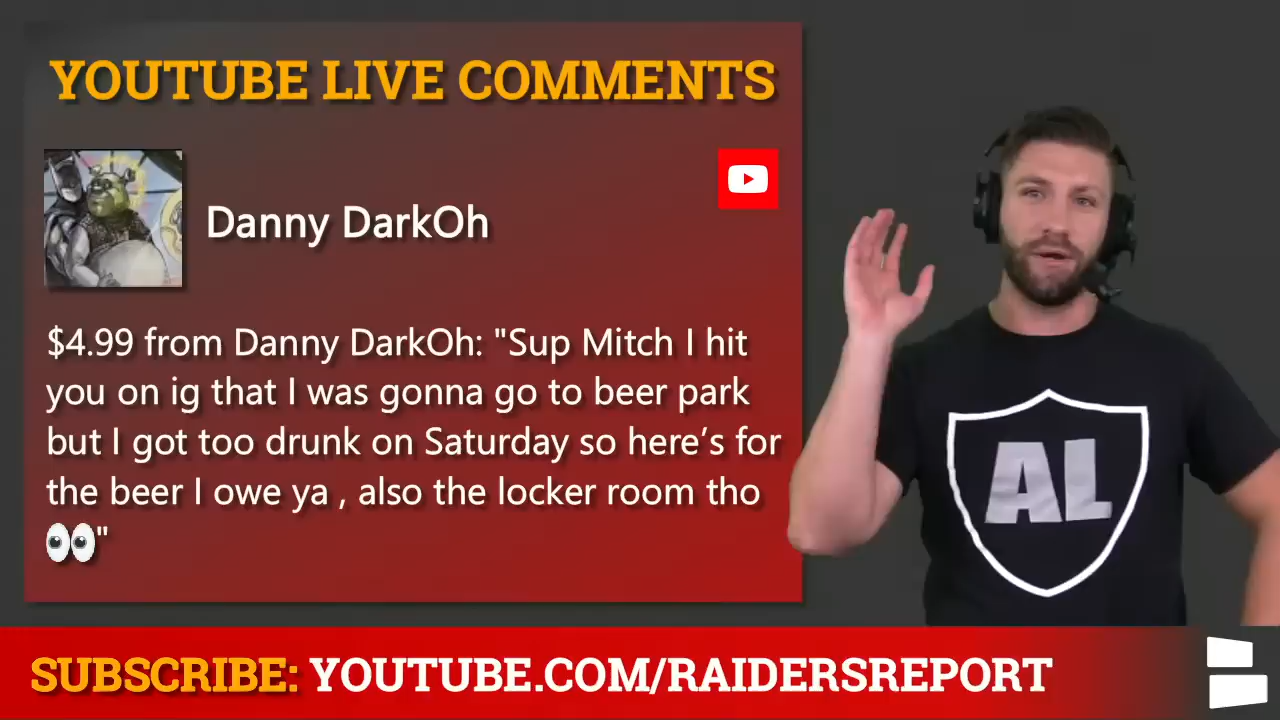 YOUTUBE LIVE COMMENTS
Danny DarkOh
$4.99 from Danny DarkOh: "Sup Mitch I hit
you on ig that I was gonna go to beer park
but I got too drunk on Saturday so here’s for
the beer I owe ya , also the locker room tho
👀"
AL
SUBSCRIBE: YOUTUBE.COM/RAIDERSREPORT